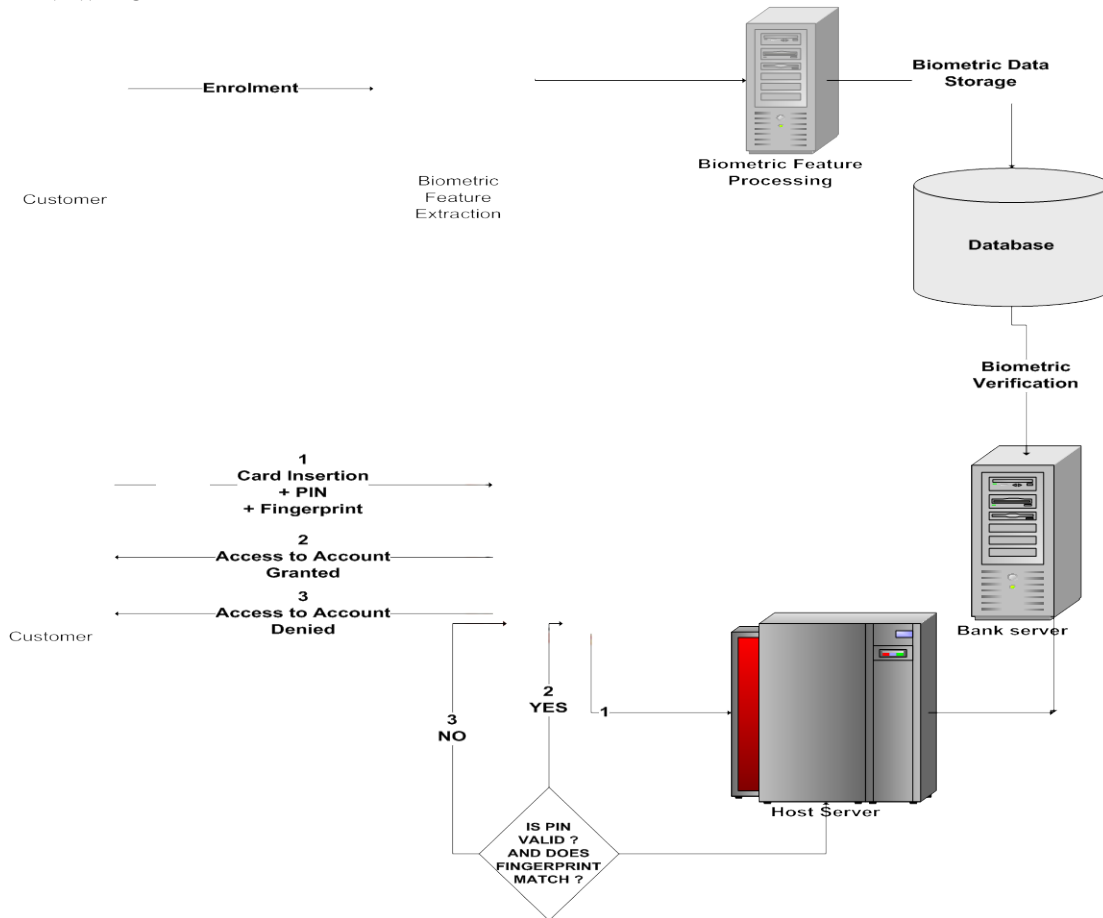 Enrolment
Biometric Data
Storage
Biometric Feature
Processing
Customer
Biometric
Feature
Extraction
Database
Biometric
Verification
1
Card Insertion
+ PIN
+ Fingerprint
2
Access to Account
Granted
3
Access to Account
Denied
Customer
Bank server
2
YES
1
3
NO
Host Server
IS PIN
VALID ?
AND DOES
FINGERPRINT
MATCH ?